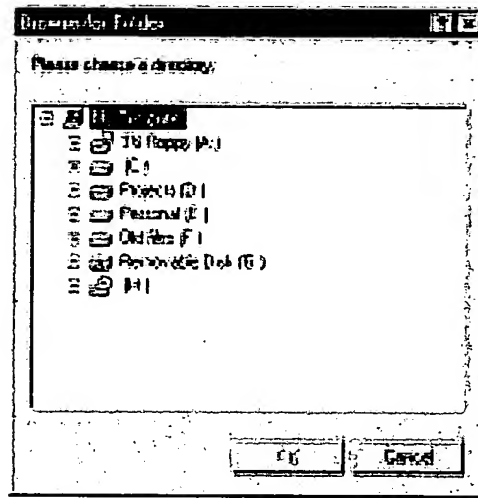 Browse for Folder
Please choose a directory:
My Computer
3½ Floppy (A:)
(C:)
Projects (D:)
Personal (E:)
Old files (F:)
Removable Disk (G:)
(H:)
OK
Cancel